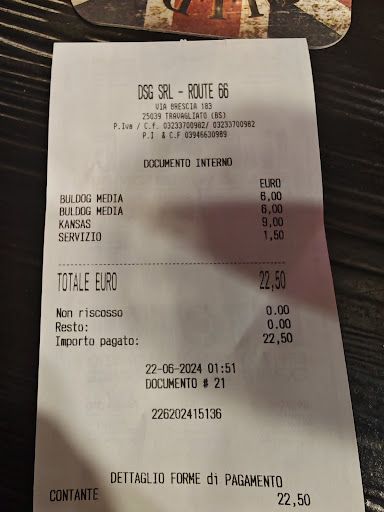 DSG SRL - ROUTE 66
VIA BRESCIA 183
25039 TRAVAGLIATO (BS)
P.Iva / C.f. 03233700982/ 03233700982
P.I & C.F 03946630989
DOCUMENTO INTERNO
EURO
BULDOG MEDIA 6,00
BULDOG MEDIA 6,00
KANSAS 9,00
SERVIZIO 1,50
TOTALE EURO 22,50
Non riscosso 0.00
Resto: 0.00
Importo pagato: 22,50
22-06-2024 01:51
DOCUMENTO # 21
226202415136
DETTAGLIO FORME di PAGAMENTO
CONTANTE 22,50